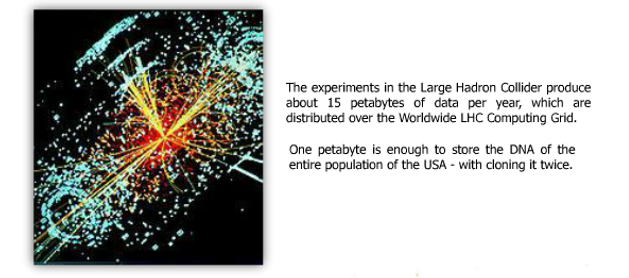 The experiments in the Large Hadron Collider produce
about 15 petabytes of data per year, which are
distributed over the Worldwide LHC Computing Grid.
One petabyte is enough to store the DNA of the
entire population of the USA - with cloning it twice.